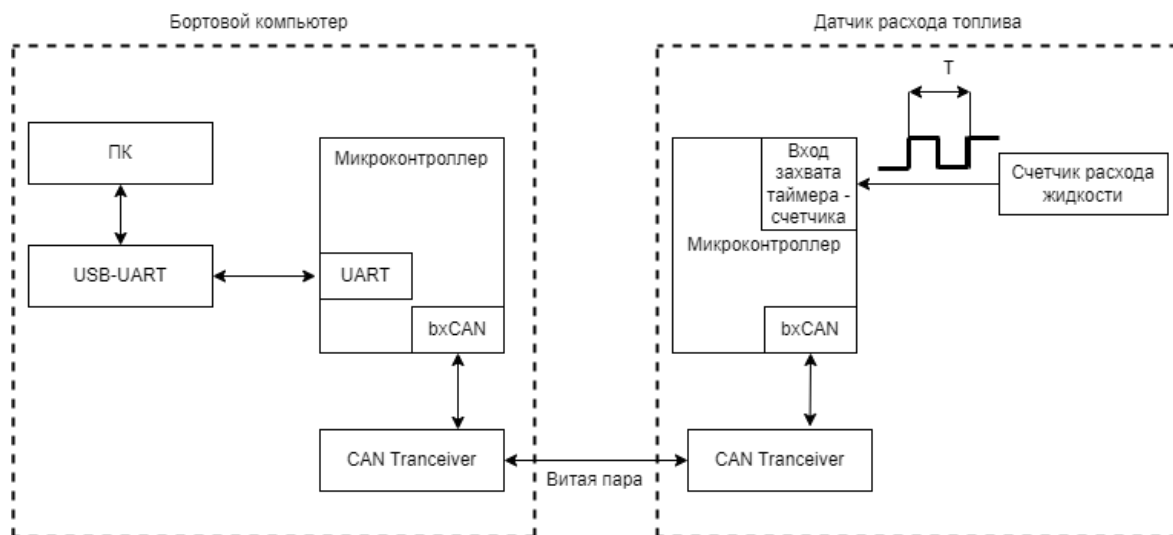 Бортовой компьютер
Датчик расхода топлива
ПК
USB-UART
Микроконтроллер
UART
bxCAN
CAN Tranceiver
Витая пара
T
Вход
захвата
таймера -
счетчика
Микроконтроллер
bxCAN
CAN Tranceiver
Счетчик расхода
жидкости